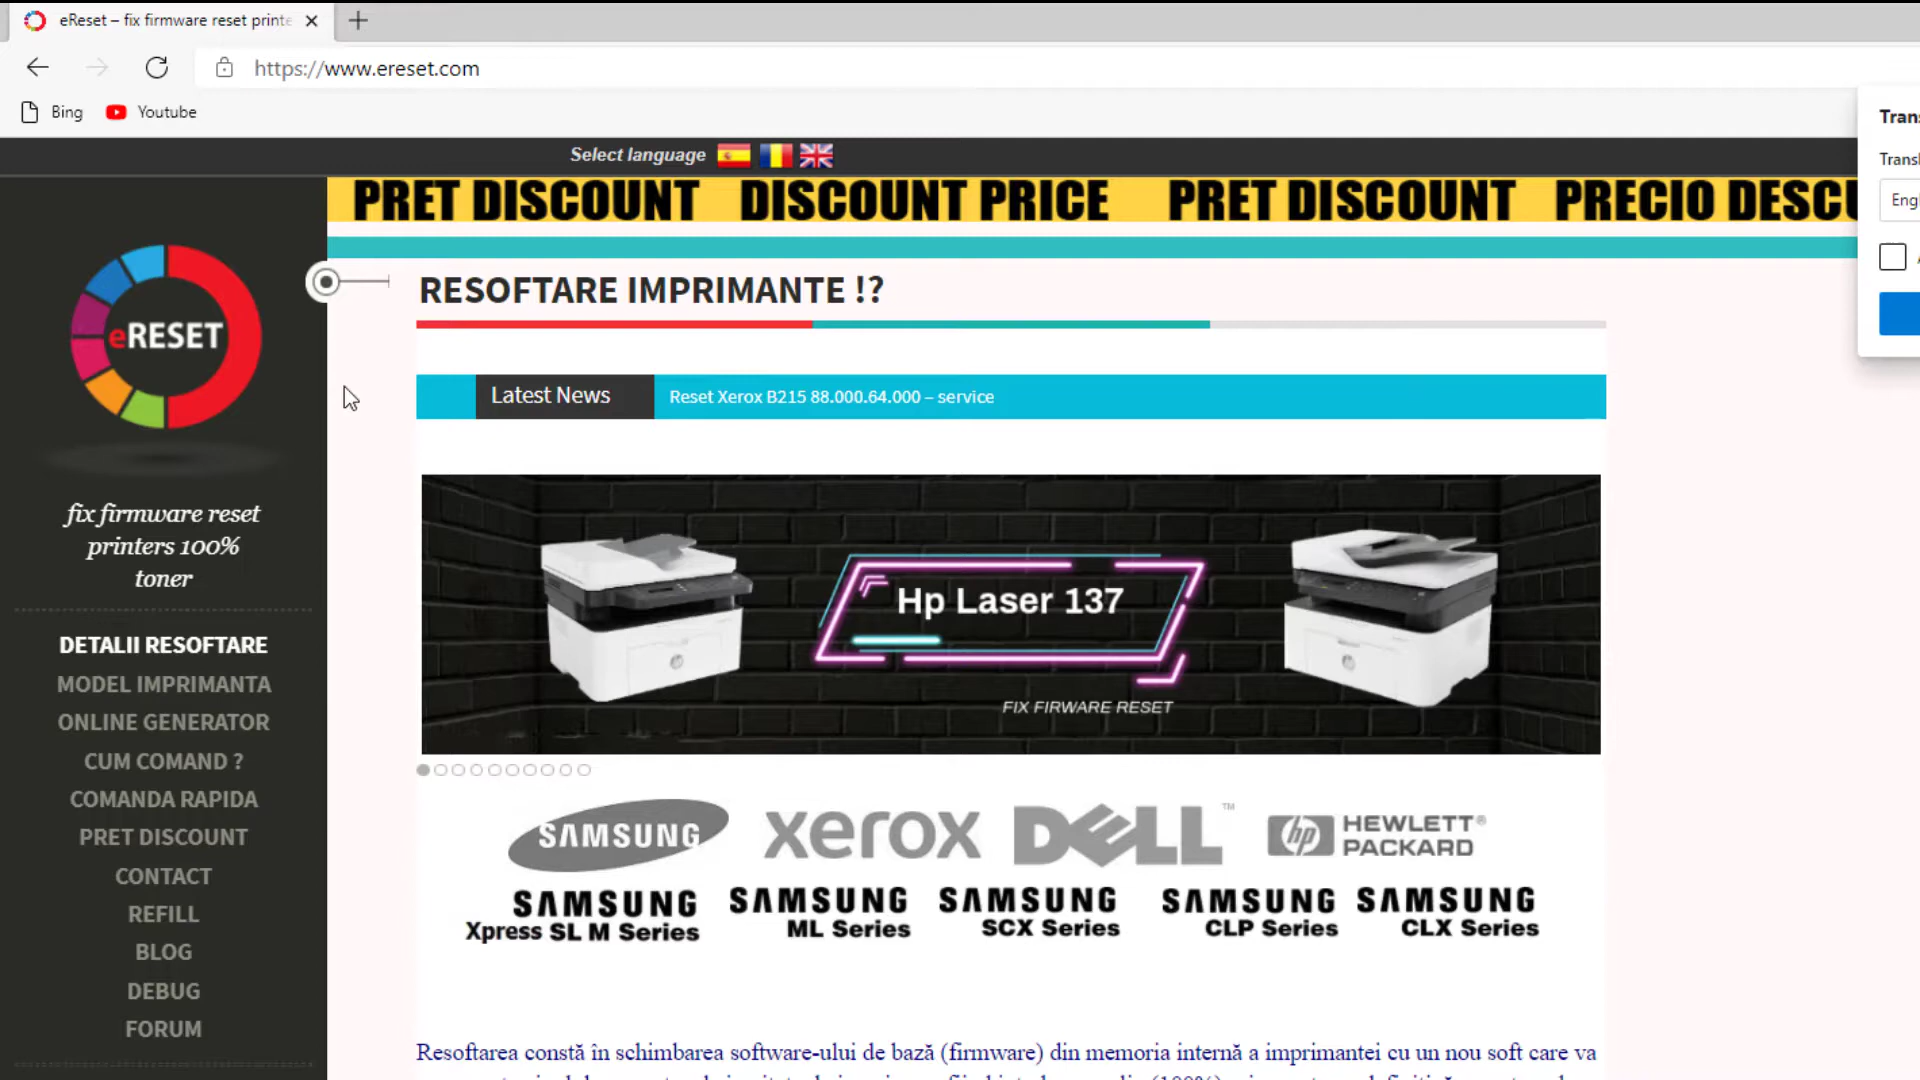 eReset – fix firmware reset printe
https://www.ereset.com
Bing Youtube
Trans
Transl
Engl
Select language
PRET DISCOUNT DISCOUNT PRICE PRET DISCOUNT PRECIO DESCU
eRESET
fix firmware reset
printers 100%
toner
DETALII RESOFTARE
MODEL IMPRIMANTA
ONLINE GENERATOR
CUM COMAND ?
COMANDA RAPIDA
PRET DISCOUNT
CONTACT
REFILL
BLOG
DEBUG
FORUM
RESOFTARE IMPRIMANTE !?
Latest News Reset Xerox B215 88.000.64.000 – service
Hp Laser 137
FIX FIRWARE RESET
SAMSUNG xerox DELL™ hp HEWLETT®
PACKARD
SAMSUNG SAMSUNG SAMSUNG SAMSUNG SAMSUNG
Xpress SL M Series ML Series SCX Series CLP Series CLX Series
Resoftarea constă în schimbarea software-ului de bază (firmware) din memoria internă a imprimantei cu un nou soft care va